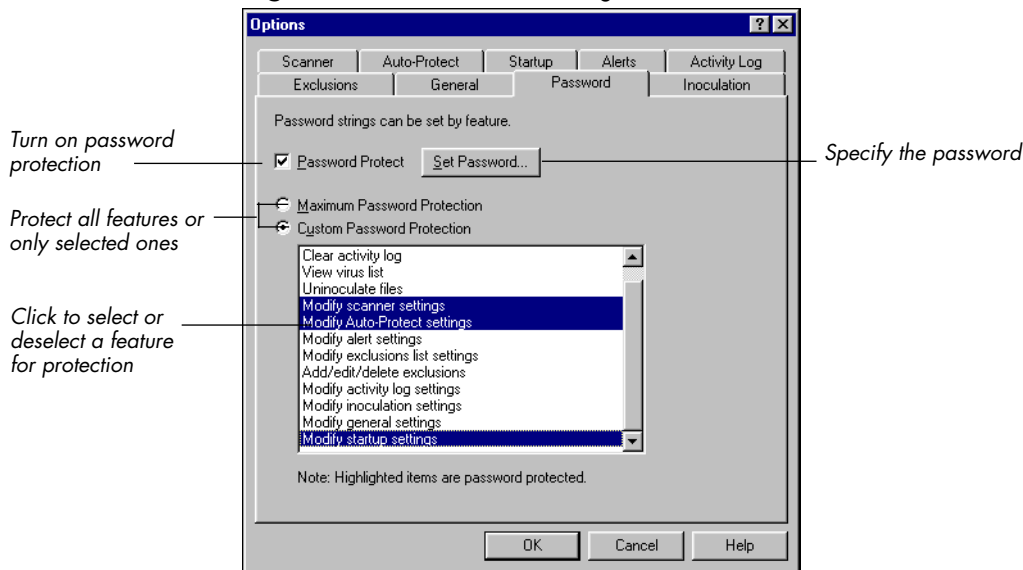 Options
Scanner Auto-Protect Startup Alerts Activity Log
Exclusions General Password Inoculation
Password strings can be set by feature.
Turn on password
protection
Password Protect Set Password...
Specify the password
Protect all features or
only selected ones
Maximum Password Protection
Custom Password Protection
Clear activity log
View virus list
Uninoculate files
Modify scanner settings
Modify Auto-Protect settings
Modify alert settings
Modify exclusions list settings
Add/edit/delete exclusions
Modify activity log settings
Modify inoculation settings
Modify general settings
Modify startup settings
Click to select or
deselect a feature
for protection
Note: Highlighted items are password protected.
OK Cancel Help